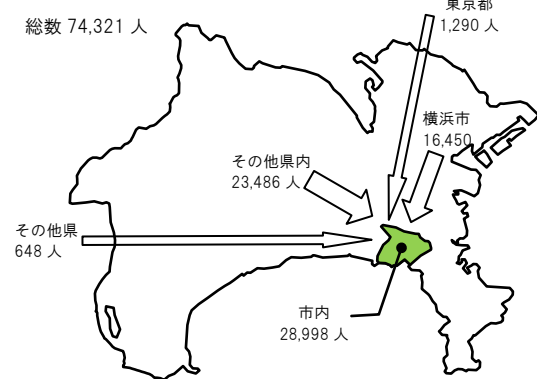 総数 74,321 人
東京都
1,290 人
横浜市
16,450
その他県内
23,486 人
その他県
648 人
市内
28,998 人